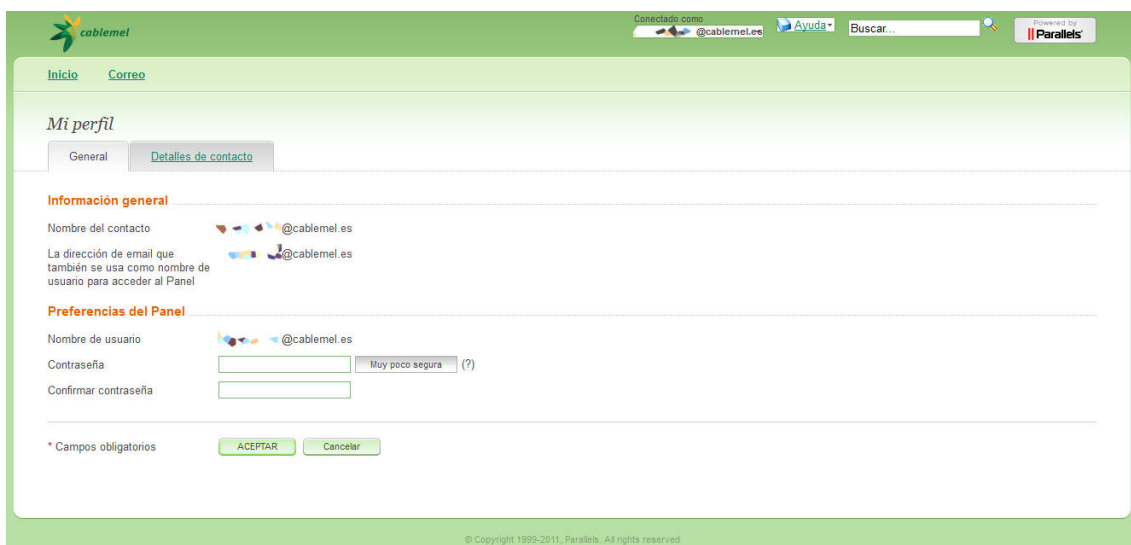 cablemel
Conectado como
@cablemel.es
Ayuda
Buscar...
Powered by
Parallels
Inicio Correo
Mi perfil
General Detalles de contacto
Información general
Nombre del contacto @cablemel.es
La dirección de email que @cablemel.es
también se usa como nombre de
usuario para acceder al Panel
Preferencias del Panel
Nombre de usuario @cablemel.es
Contraseña Muy poco segura (?)
Confirmar contraseña
* Campos obligatorios ACEPTAR Cancelar
© Copyright 1999-2011, Parallels. All rights reserved